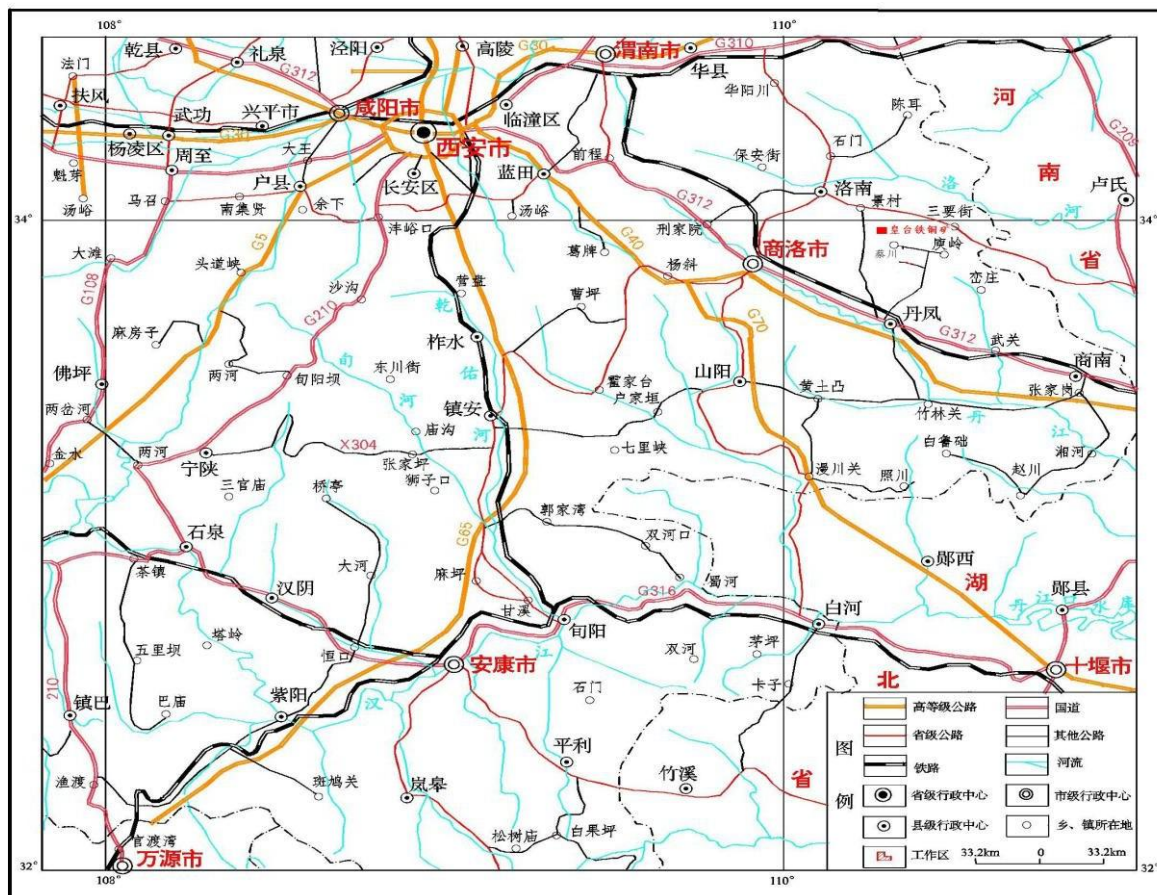 108°
110°
乾县
礼泉
泾阳
高陵
G30
渭南市
G310
法门
G312
华县
华阳川
河
扶风
武功
兴平市
咸阳市
临潼区
陈耳
G30
杨凌区
周至
大王
西安市
前程
石门
G209
魁芽
户县
长安区
蓝田
保安街
洛
南
卢氏
汤峪
马召
南集贤
余下
汤峪
G312
洛南
景村
河
34°
沣峪口
邢家院
三要街
34°
皇台铁铜矿
省
大滩
G5
葛牌
G40
商洛市
蔡川
庾岭
头道峡
杨斜
G108
沙沟
营盘
曹坪
峦庄
G210
乾
G70
丹凤
麻房子
柞水
G312
武关
旬
佑
两河
旬阳坝
东川街
霍家台
山阳
商南
佛坪
黄土凸
张家岗
两岔河
河
镇安
户家垣
丹
竹林关
庙沟
河
江
X304
七里峡
白鲁础
金水
两河
宁陕
张家坪
湘河
漫川关
照川
赵川
三官庙
桥亭
狮子口
郭家湾
石泉
G65
双河口
郧西
茶镇
大河
麻坪
湖
汉阴
蜀河
郧县
G316
丹江口水库
甘溪
白河
旬阳
塔岭
五里坝
恒口
江
双河
茅坪
安康市
十堰市
210
北
卡子
镇巴
巴庙
紫阳
汉
石门
高等级公路
国道
图
省级公路
其他公路
平利
铁路
河流
渔渡
斑鸠关
省
例
岚皋
竹溪
省级行政中心
市级行政中心
县级行政中心
乡、镇所在地
官渡湾
松树庙
白果坪
工作区
33.2km
0
33.2km
32°
万源市
32°
108°
110°